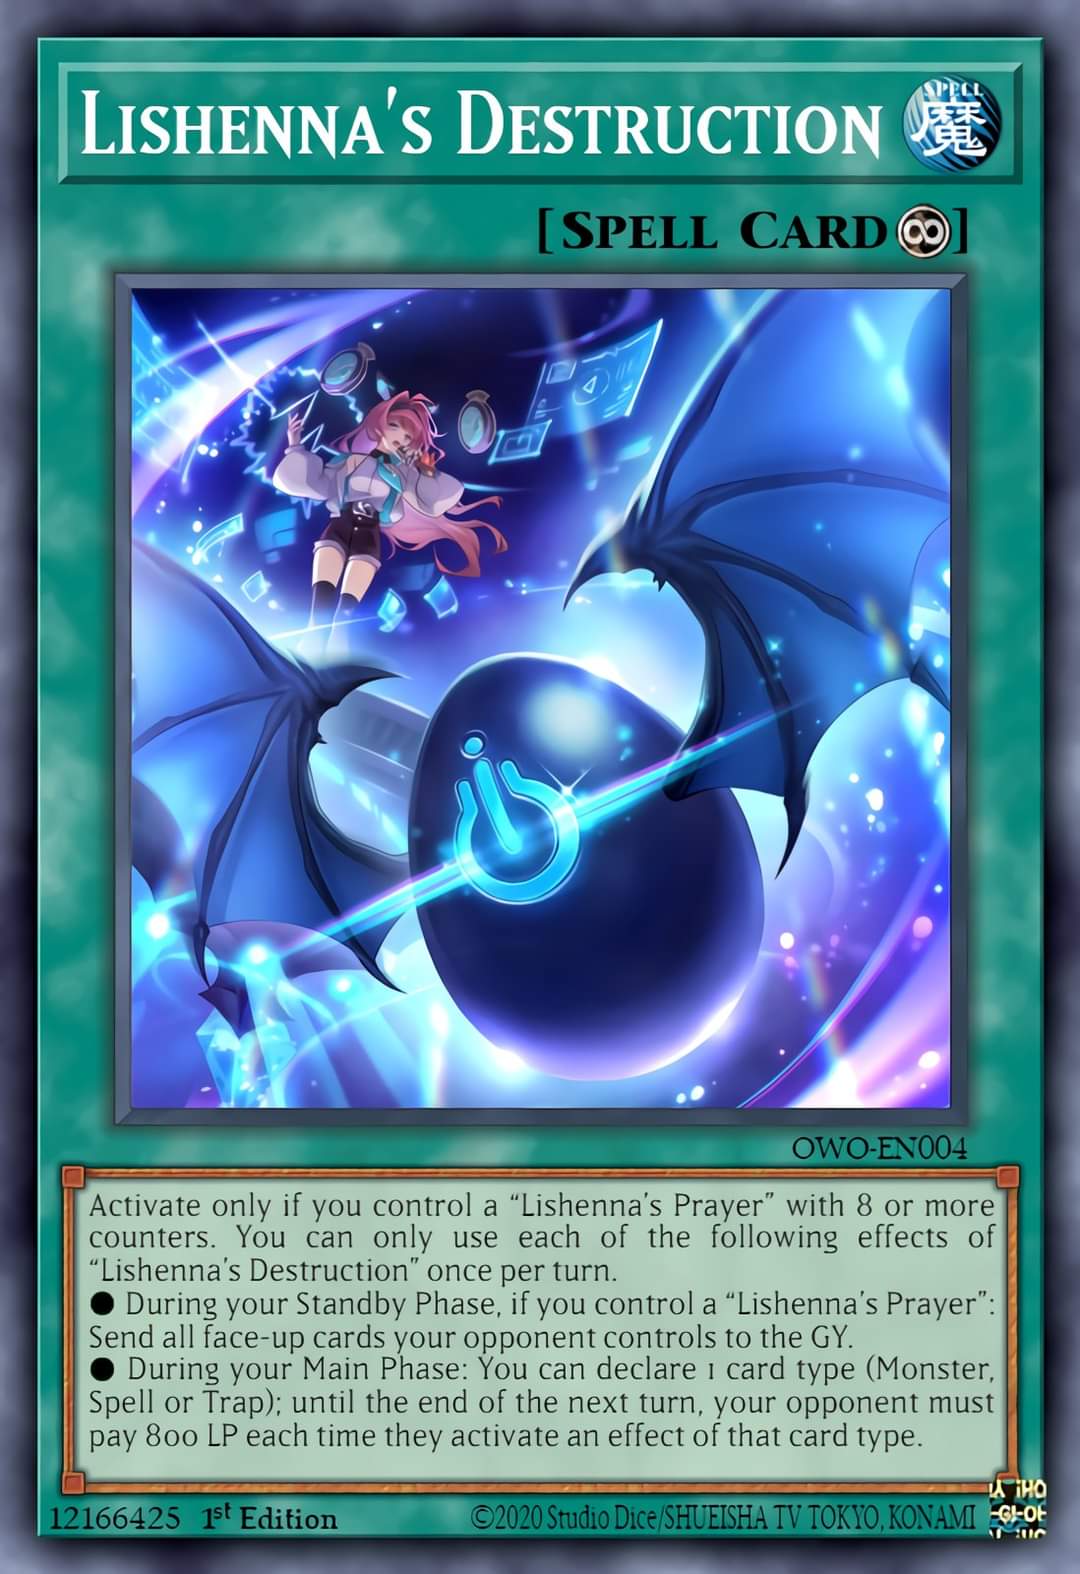 LISHENNA'S DESTRUCTION
SPELL
魔
[SPELL CARD∞]
OWO-EN004
Activate only if you control a “Lishenna’s Prayer” with 8 or more
counters. You can only use each of the following effects of
“Lishenna’s Destruction” once per turn.
● During your Standby Phase, if you control a “Lishenna’s Prayer”:
Send all face-up cards your opponent controls to the GY.
● During your Main Phase: You can declare 1 card type (Monster,
Spell or Trap); until the end of the next turn, your opponent must
pay 800 LP each time they activate an effect of that card type.
12166425 1st Edition
©2020 Studio Dice/SHUEISHA TV TOKYO, KONAMI